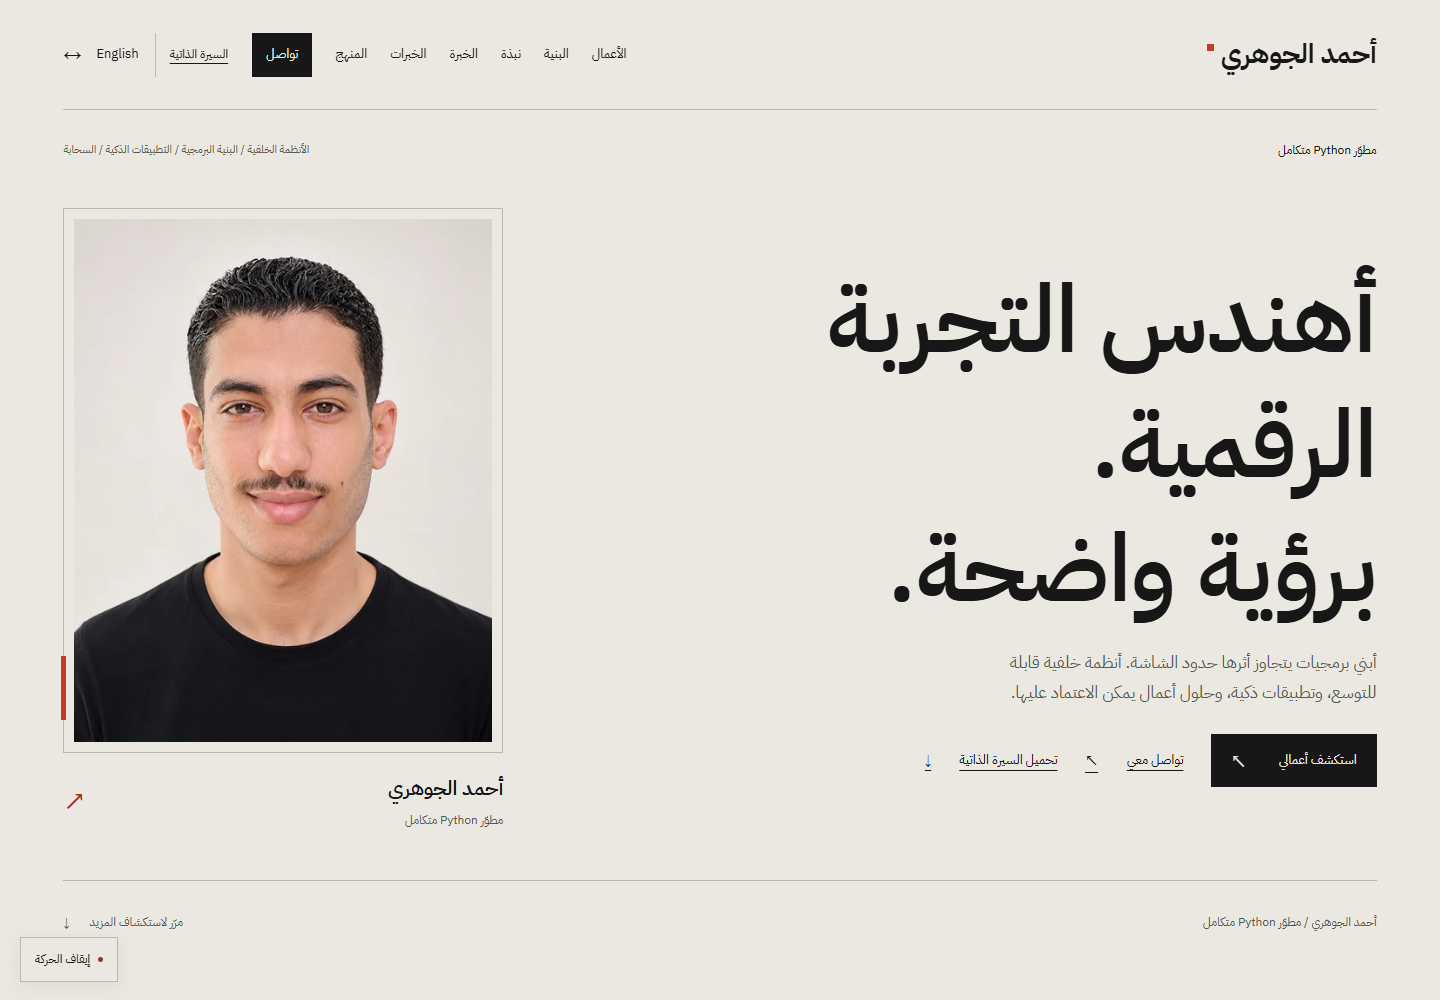 أحمد الجوهري
الأعمال البنية نبذة الخبرة الخبرات المنهج تواصل السيرة الذاتية English ↔
مطوّر Python متكامل
الأنظمة الخلفية / البنية البرمجية / التطبيقات الذكية / السحابة
أهندس التجربة
الرقمية.
برؤية واضحة.
أبني برمجيات يتجاوز أثرها حدود الشاشة. أنظمة خلفية قابلة
للتوسع، وتطبيقات ذكية، وحلول أعمال يمكن الاعتماد عليها.
استكشف أعمالي ↖ تواصل معي ↖ تحميل السيرة الذاتية ↓
أحمد الجوهري
مطوّر Python متكامل
↗
أحمد الجوهري / مطوّر Python متكامل
مرّر لاستكشاف المزيد ↓
إيقاف الحركة